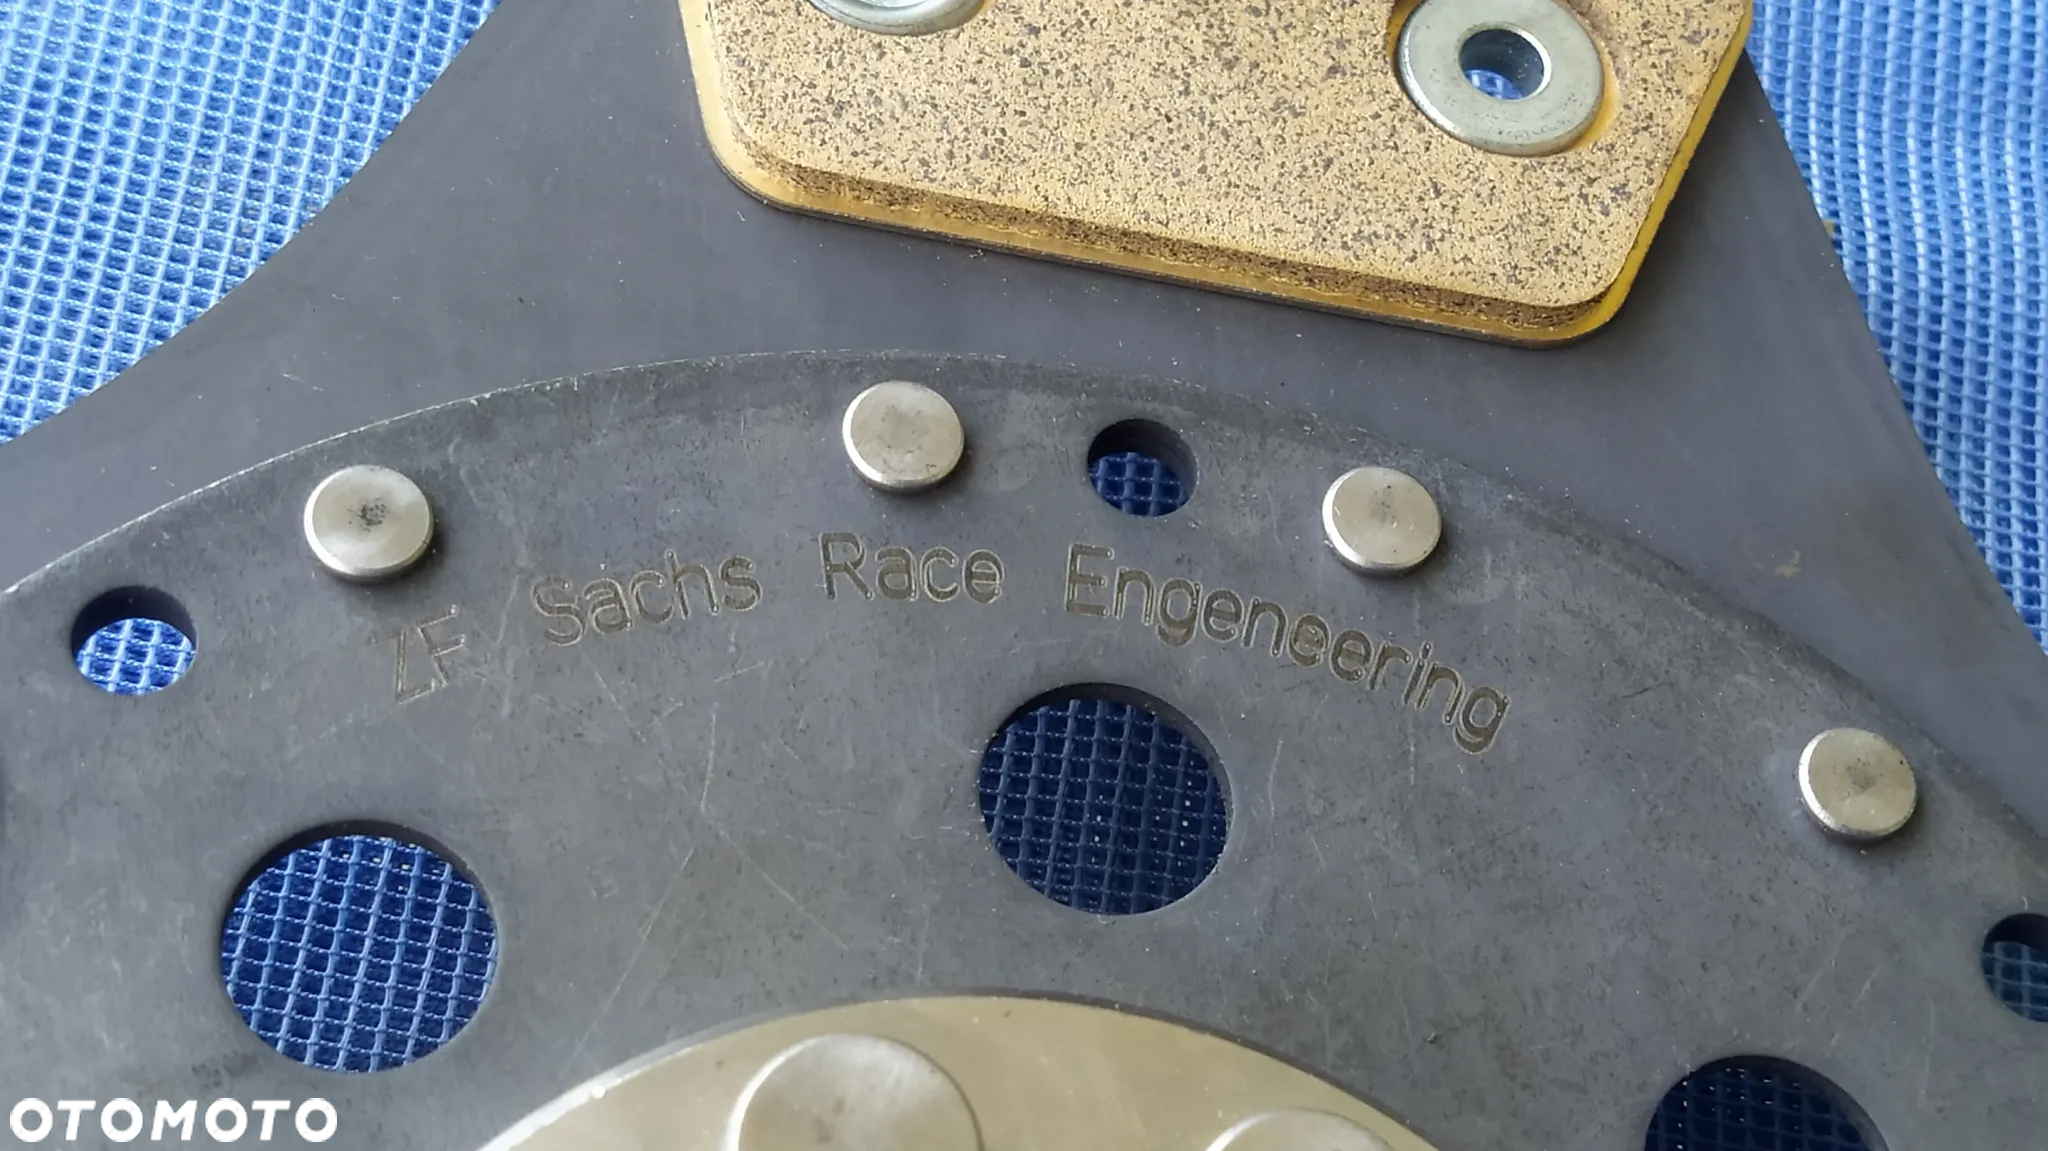 ZF Sachs Race Engeneering
OTOMOTO